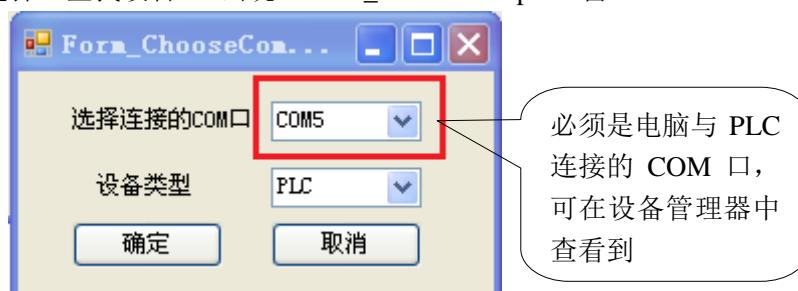 Form_ChooseCom...
选择连接的COM口 COM5
设备类型 PLC
确定 取消
必须是电脑与 PLC
连接的 COM 口，
可在设备管理器中
查看到